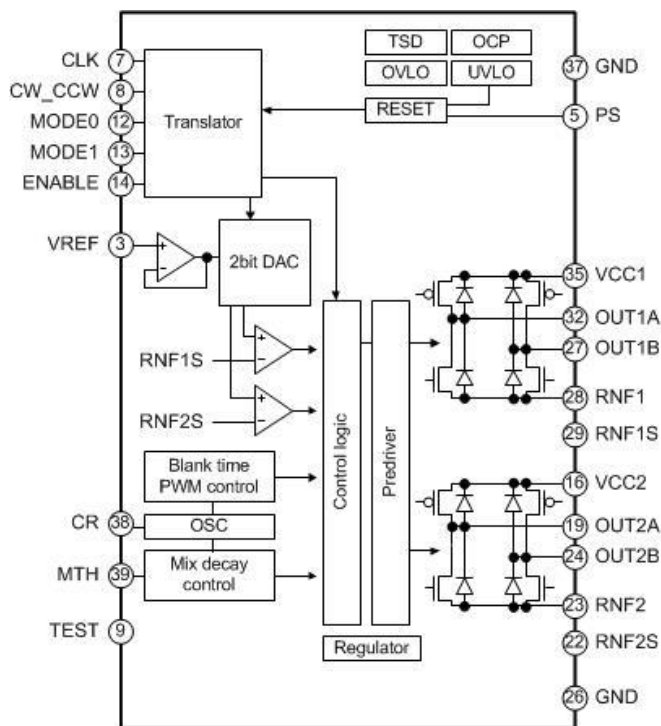 CLK 7
CW_CCW 8
MODE0 12
MODE1 13
ENABLE 14
VREF 3
CR 38
MTH 39
TEST 9
Translator
TSD
OCP
OVLO
UVLO
RESET
2bit DAC
+
-
RNF1S
+
-
RNF2S
+
-
Blank time
PWM control
OSC
Mix decay
control
Control logic
Predriver
Regulator
37 GND
5 PS
35 VCC1
32 OUT1A
27 OUT1B
28 RNF1
29 RNF1S
16 VCC2
19 OUT2A
24 OUT2B
23 RNF2
22 RNF2S
26 GND